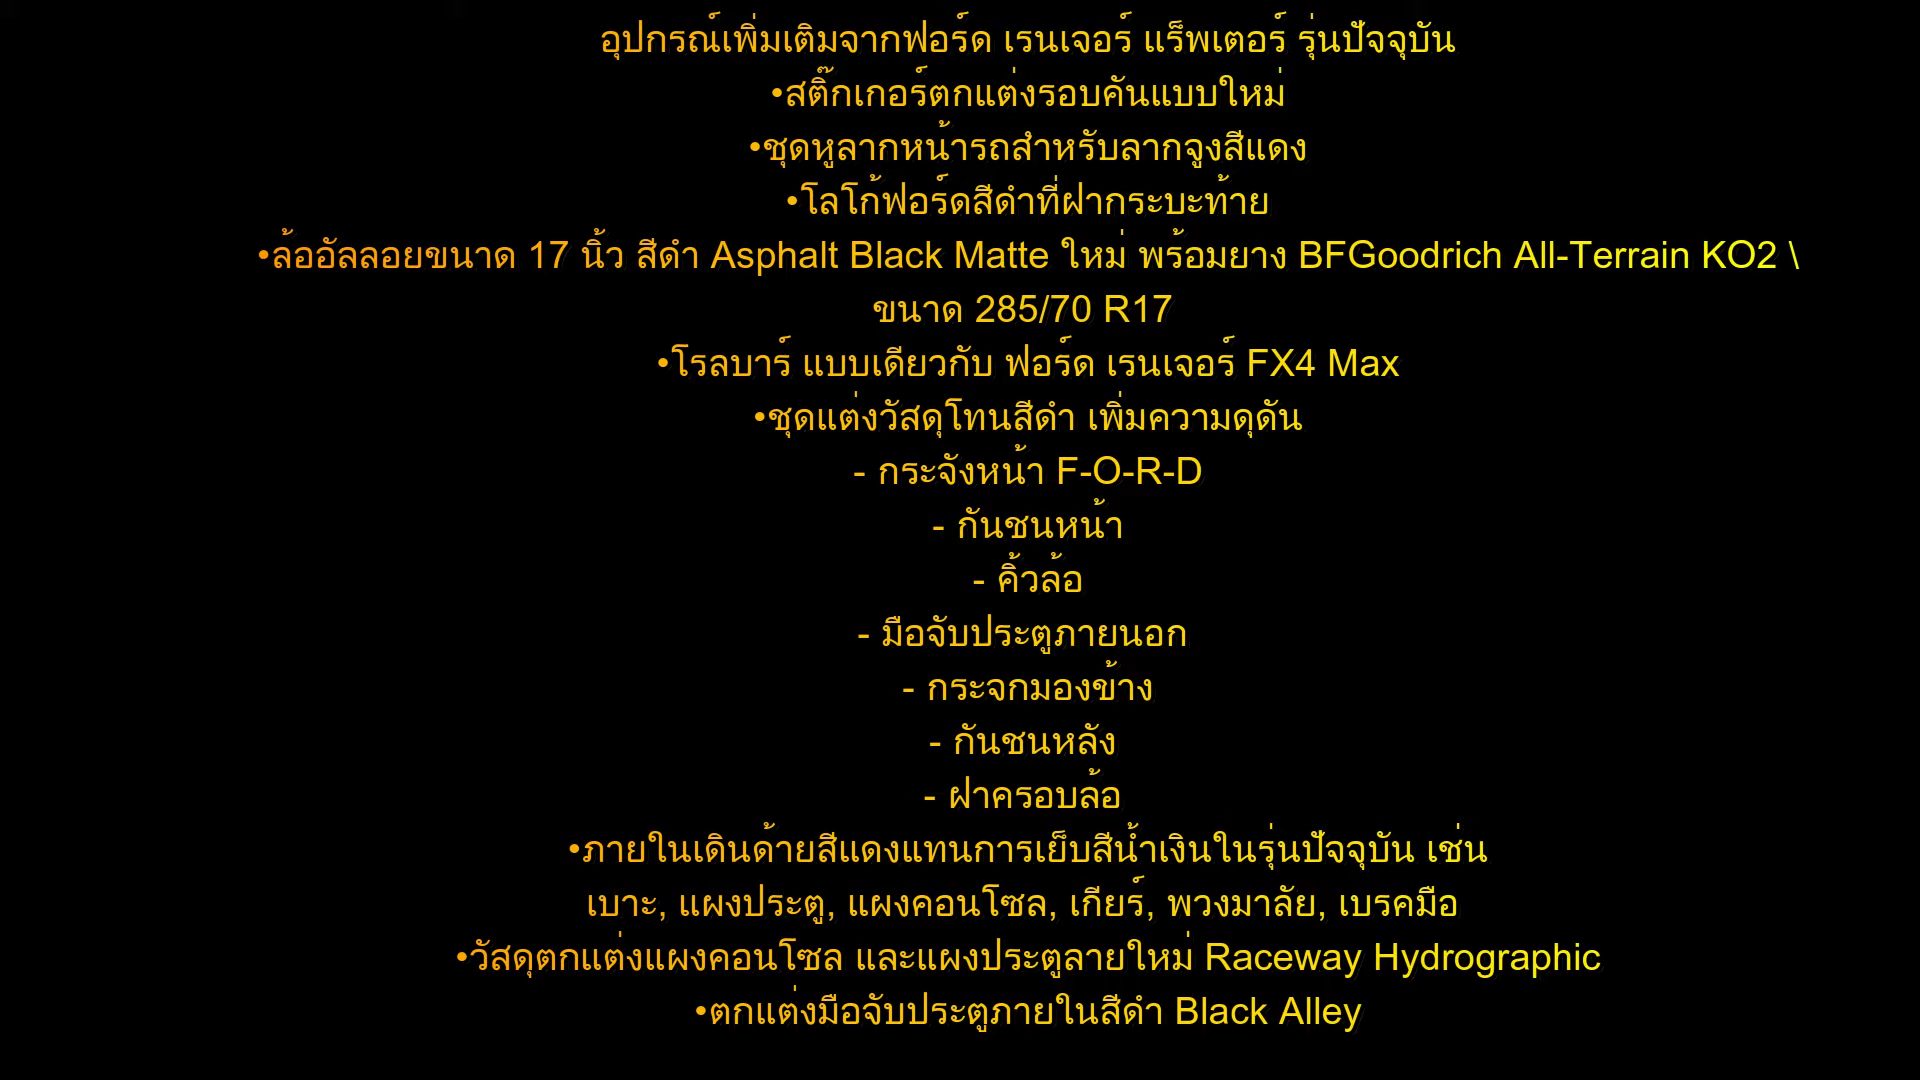 อุปกรณ์เพิ่มเติมจากฟอร์ด เรนเจอร์ แร็พเตอร์ รุ่นปัจจุบัน
•สติ๊กเกอร์ตกแต่งรอบคันแบบใหม่
•ชุดหูลากหน้ารถสำหรับลากจูงสีแดง
•โลโก้ฟอร์ดสีดำที่ฝากระบะท้าย
•ล้ออัลลอยขนาด 17 นิ้ว สีดำ Asphalt Black Matte ใหม่ พร้อมยาง BFGoodrich All-Terrain KO2 \
ขนาด 285/70 R17
•โรลบาร์ แบบเดียวกับ ฟอร์ด เรนเจอร์ FX4 Max
•ชุดแต่งวัสดุโทนสีดำ เพิ่มความดุดัน
- กระจังหน้า F-O-R-D
- กันชนหน้า
- คิ้วล้อ
- มือจับประตูภายนอก
- กระจกมองข้าง
- กันชนหลัง
- ฝาครอบล้อ
•ภายในเดินด้ายสีแดงแทนการเย็บสีน้ำเงินในรุ่นปัจจุบัน เช่น
เบาะ, แผงประตู, แผงคอนโซล, เกียร์, พวงมาลัย, เบรคมือ
•วัสดุตกแต่งแผงคอนโซล และแผงประตูลายใหม่ Raceway Hydrographic
•ตกแต่งมือจับประตูภายในสีดำ Black Alley